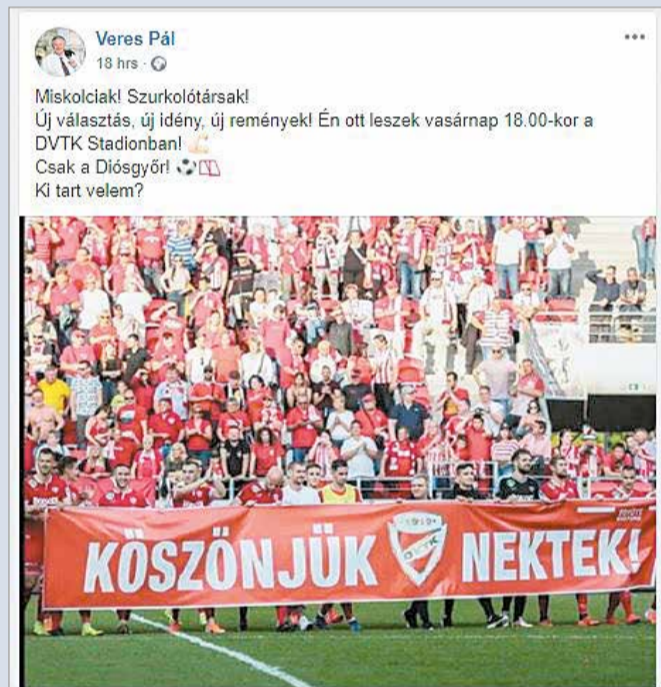 Veres Pál
18 hrs
Miskolciak! Szurkolótársak!
Új választás, új idény, új remények! Én ott leszek vasárnap 18.00-kor a
DVTK Stadionban!
Csak a Diósgyőr!
Ki tart velem?
KÖSZÖNJÜK NEKTEK!
1910
DVTK